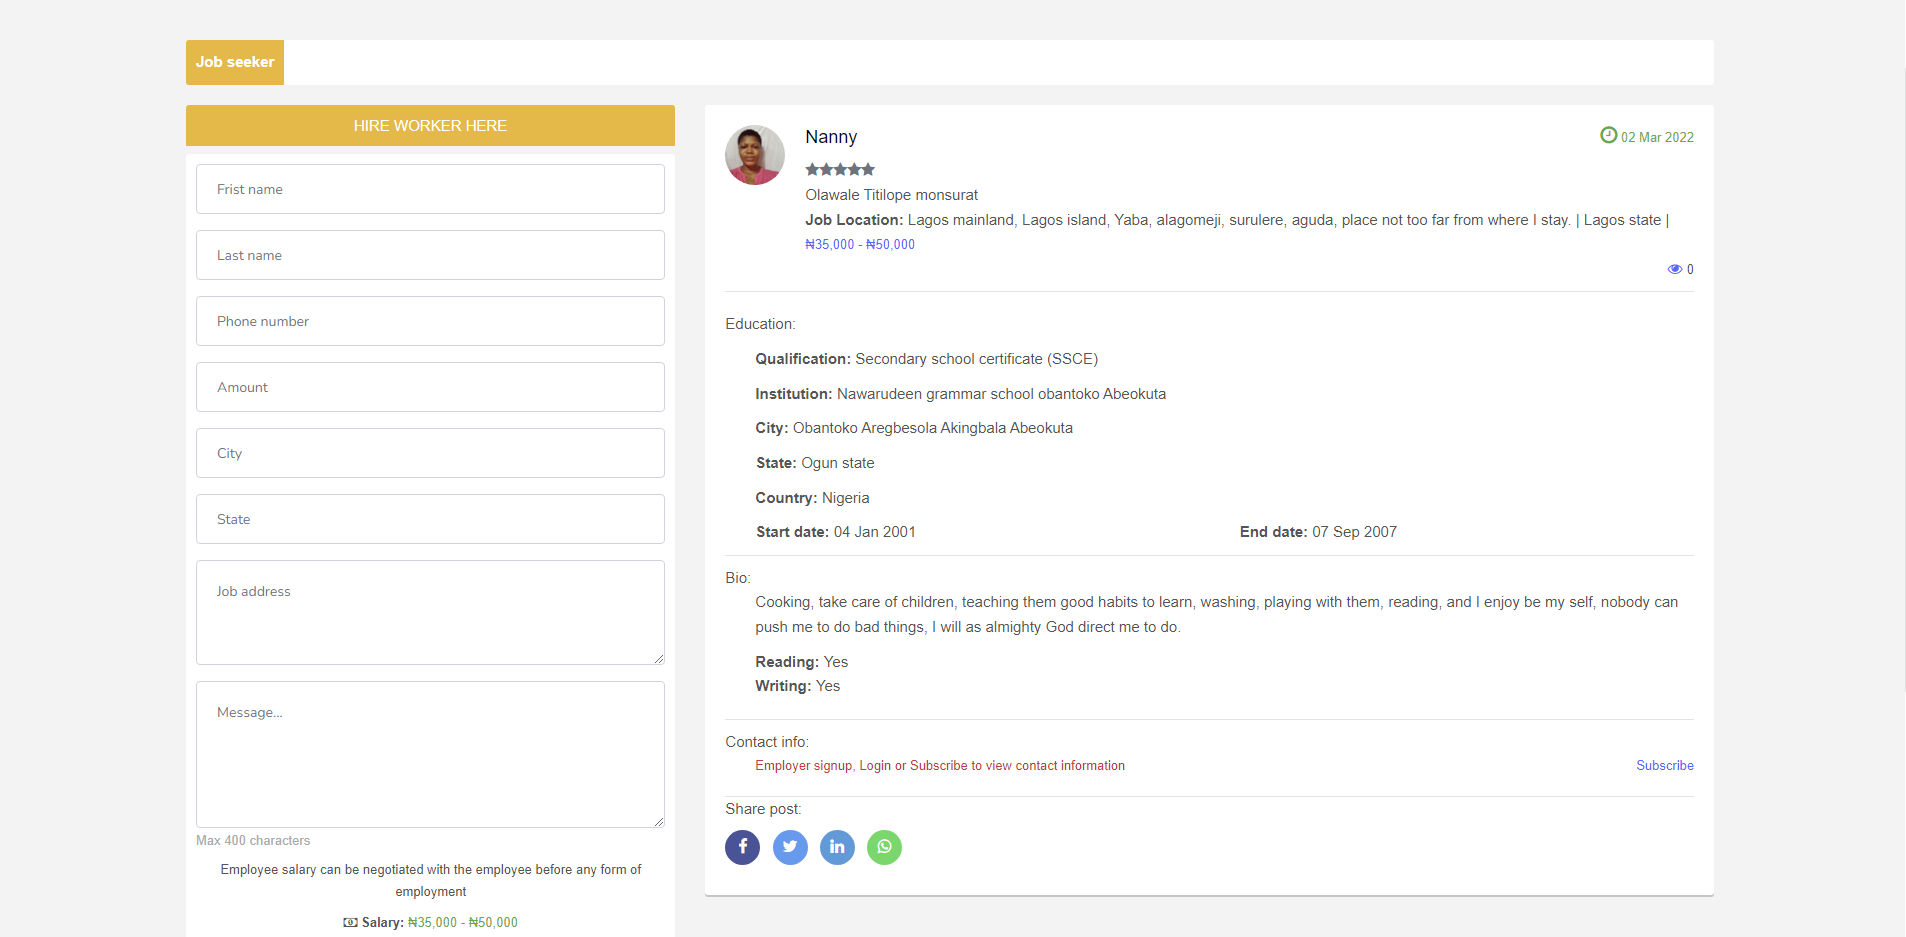 Job seeker
HIRE WORKER HERE
Frist name
Last name
Phone number
Amount
City
State
Job address
Message...
Max 400 characters
Employee salary can be negotiated with the employee before any form of
employment
Salary: ₦35,000 - ₦50,000
Nanny
02 Mar 2022
Olawale Titilope monsurat
Job Location: Lagos mainland, Lagos island, Yaba, alagomeji, surulere, aguda, place not too far from where I stay. | Lagos state |
₦35,000 - ₦50,000
0
Education:
Qualification: Secondary school certificate (SSCE)
Institution: Nawarudeen grammar school obantoko Abeokuta
City: Obantoko Aregbesola Akingbala Abeokuta
State: Ogun state
Country: Nigeria
Start date: 04 Jan 2001 End date: 07 Sep 2007
Bio:
Cooking, take care of children, teaching them good habits to learn, washing, playing with them, reading, and I enjoy be my self, nobody can
push me to do bad things, I will as almighty God direct me to do.
Reading: Yes
Writing: Yes
Contact info:
Employer signup, Login or Subscribe to view contact information Subscribe
Share post: